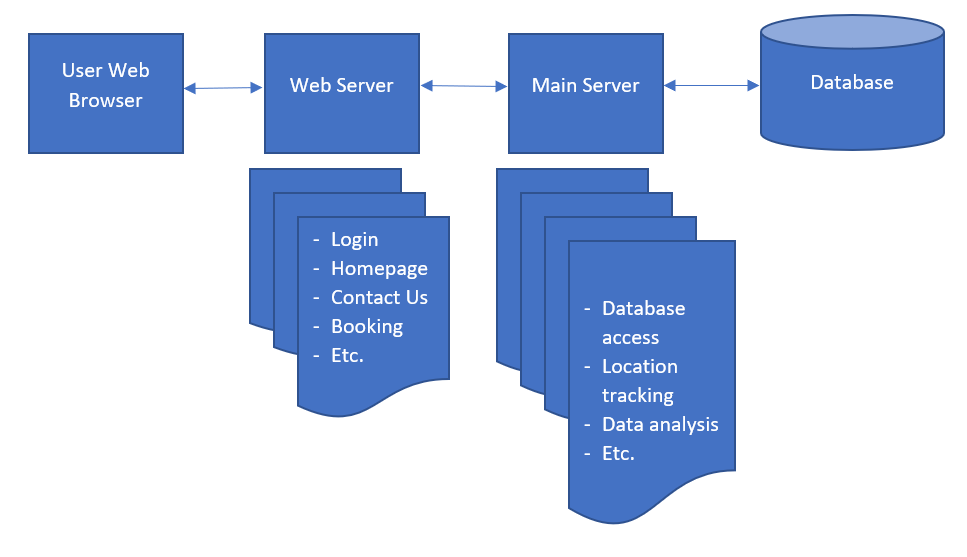 User Web
Browser
Web Server
Main Server
Database
- Login
- Homepage
- Contact Us
- Booking
- Etc.
- Database
access
- Location
tracking
- Data analysis
- Etc.